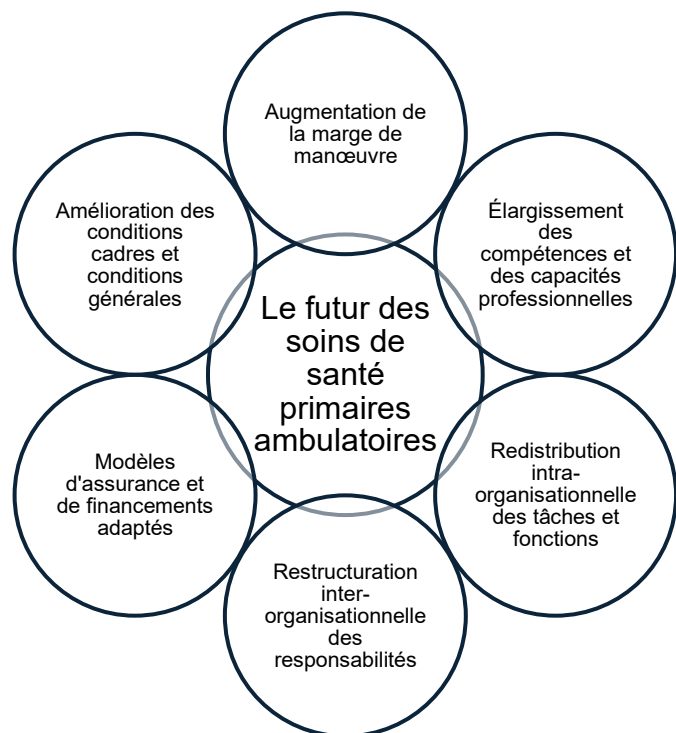 Augmentation de
la marge de
manœuvre
Amélioration des
conditions
cadres et
conditions
générales
Élargissement
des
compétences et
des capacités
professionnelles
Le futur des
soins de
santé
primaires
ambulatoires
Modèles
d'assurance et
de financements
adaptés
Redistribution
intra-
organisationnelle
des tâches et
fonctions
Restructuration
inter-
organisationnelle
des
responsabilités